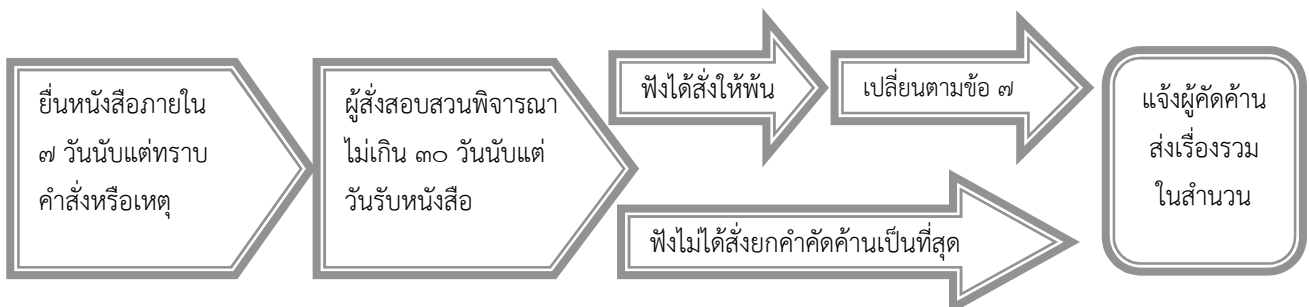 ยื่นหนังสือภายใน
๗ วันนับแต่ทราบ
คำสั่งหรือเหตุ
ผู้สั่งสอบสวนพิจารณา
ไม่เกิน ๓๐ วันนับแต่
วันรับหนังสือ
ฟังได้สั่งให้พ้น
เปลี่ยนตามข้อ ๗
ฟังไม่ได้สั่งยกคำคัดค้านเป็นที่สุด
แจ้งผู้คัดค้าน
ส่งเรื่องรวม
ในสำนวน